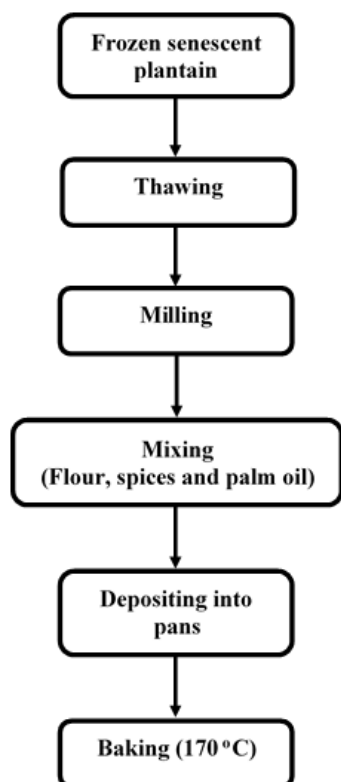 Frozen senescent
plantain
Thawing
Milling
Mixing
(Flour, spices and palm oil)
Depositing into
pans
Baking (170 °C)